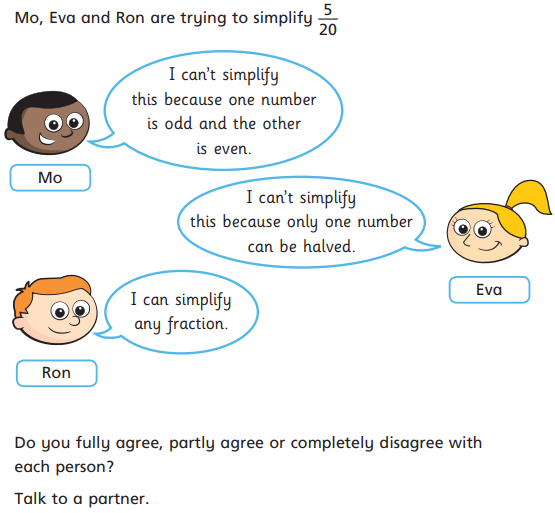 Mo, Eva and Ron are trying to simplify 5/20
I can't simplify
this because one number
is odd and the other
is even.
Mo
I can't simplify
this because only one number
can be halved.
Eva
I can simplify
any fraction.
Ron
Do you fully agree, partly agree or completely disagree with
each person?
Talk to a partner.